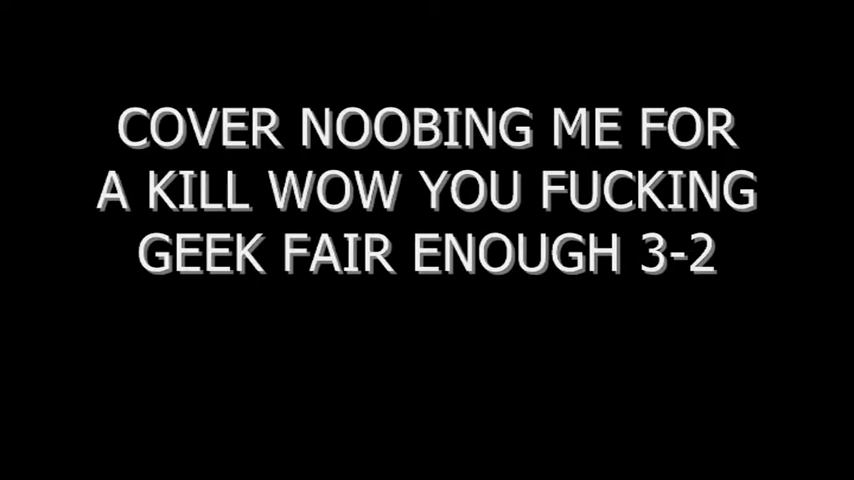 COVER NOOBING ME FOR
A KILL WOW YOU FUCKING
GEEK FAIR ENOUGH 3-2